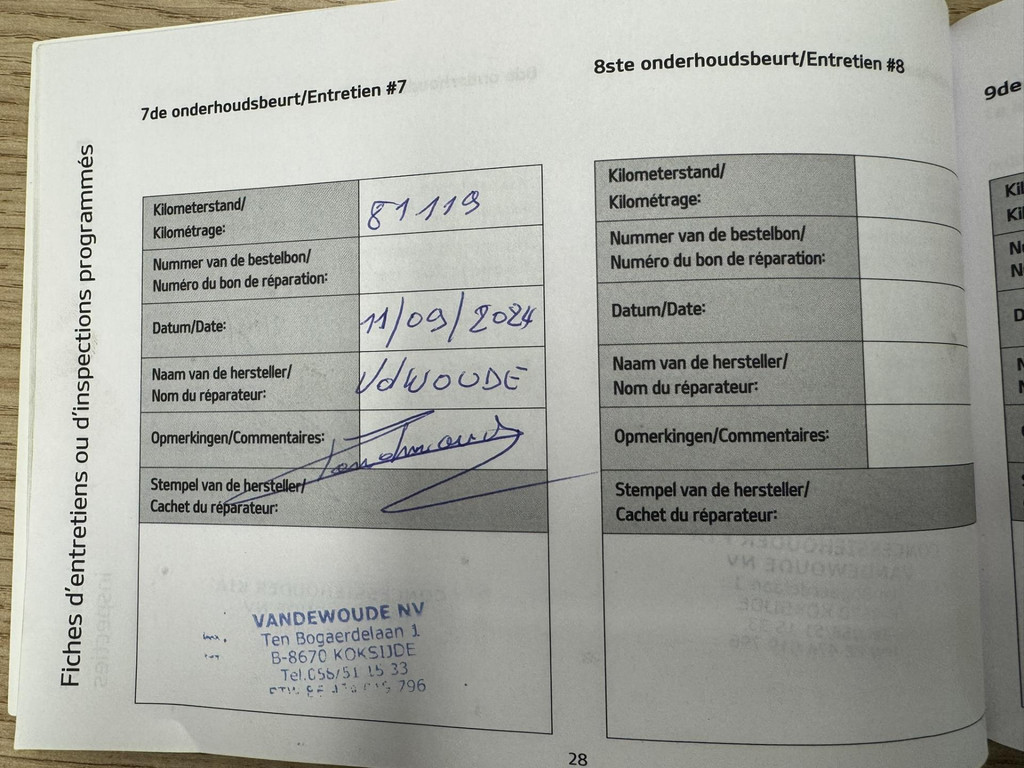 Fiches d'entretiens ou d'inspections programmés
7de onderhoudsbeurt/Entretien #7
Kilometerstand/
Kilométrage:
81119
Nummer van de bestelbon/
Numéro du bon de réparation:
Datum/Date:
11/09/2024
Naam van de hersteller/
Nom du réparateur:
VdWOUDE
Opmerkingen/Commentaires:
Stempel van de hersteller/
Cachet du réparateur:
VANDEWOUDE NV
Ten Bogaerdelaan 1
B-8670 KOKSIJDE
Tel.058/51 15 33
796
8ste onderhoudsbeurt/Entretien #8
Kilometerstand/
Kilométrage:
Nummer van de bestelbon/
Numéro du bon de réparation:
Datum/Date:
Naam van de hersteller/
Nom du réparateur:
Opmerkingen/Commentaires:
Stempel van de hersteller/
Cachet du réparateur:
28
9de